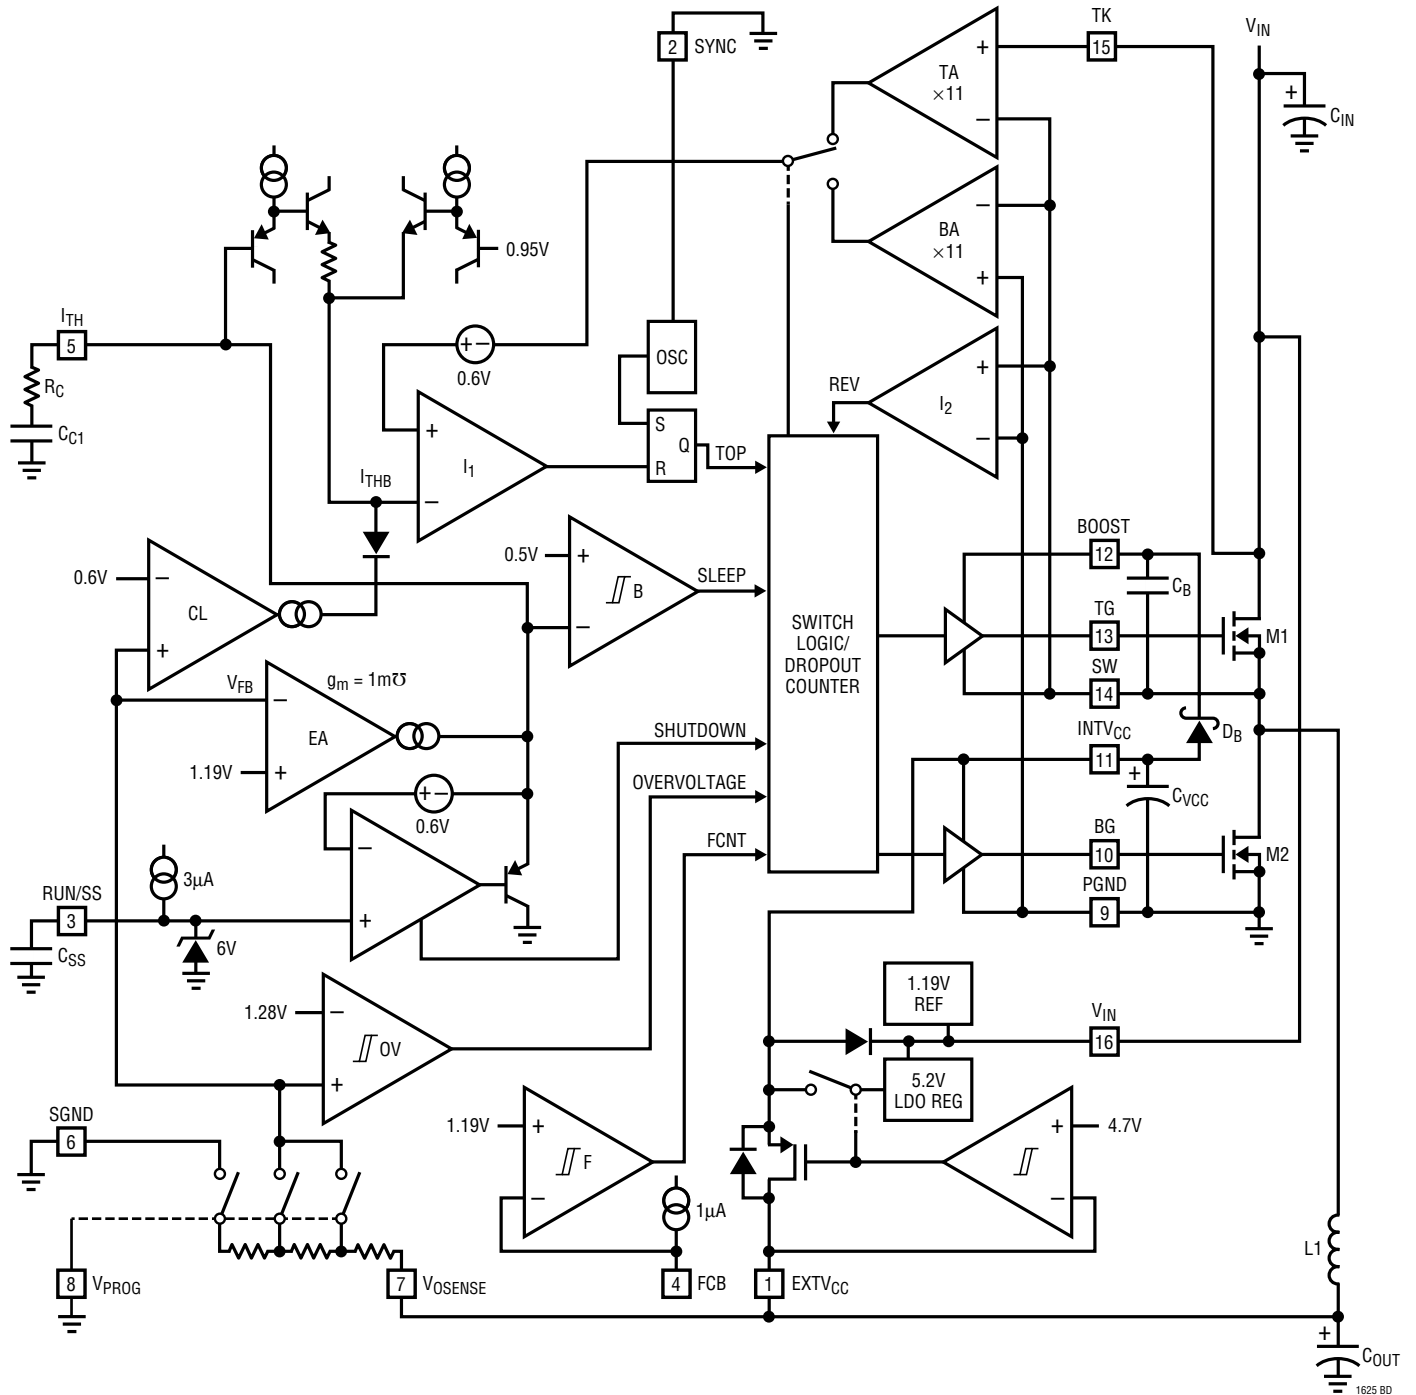 2 SYNC
TK
15
V_IN
TA
×11
+
−
+
C_IN
BA
×11
−
+
0.95V
I_TH
5
R_C
C_C1
+−
0.6V
OSC
S
Q
R
TOP
REV
I_2
+
−
+
I_1
−
I_THB
0.6V
−
CL
+
0.5V
+
B
−
SLEEP
SWITCH
LOGIC/
DROPOUT
COUNTER
BOOST
12
C_B
TG
13
M1
SW
14
V_FB
g_m = 1m℧
−
EA
1.19V
+
INTV_CC
11
D_B
+
C_VCC
SHUTDOWN
OVERVOLTAGE
FCNT
+−
0.6V
−
+
BG
10
M2
PGND
9
3μA
RUN/SS
3
C_SS
6V
1.28V
−
OV
+
1.19V
REF
V_IN
16
5.2V
LDO REG
SGND
6
1.19V
+
F
−
+
4.7V
−
1μA
8 V_PROG
7 V_OSENSE
4 FCB
1 EXTV_CC
L1
+
C_OUT
1625 BD